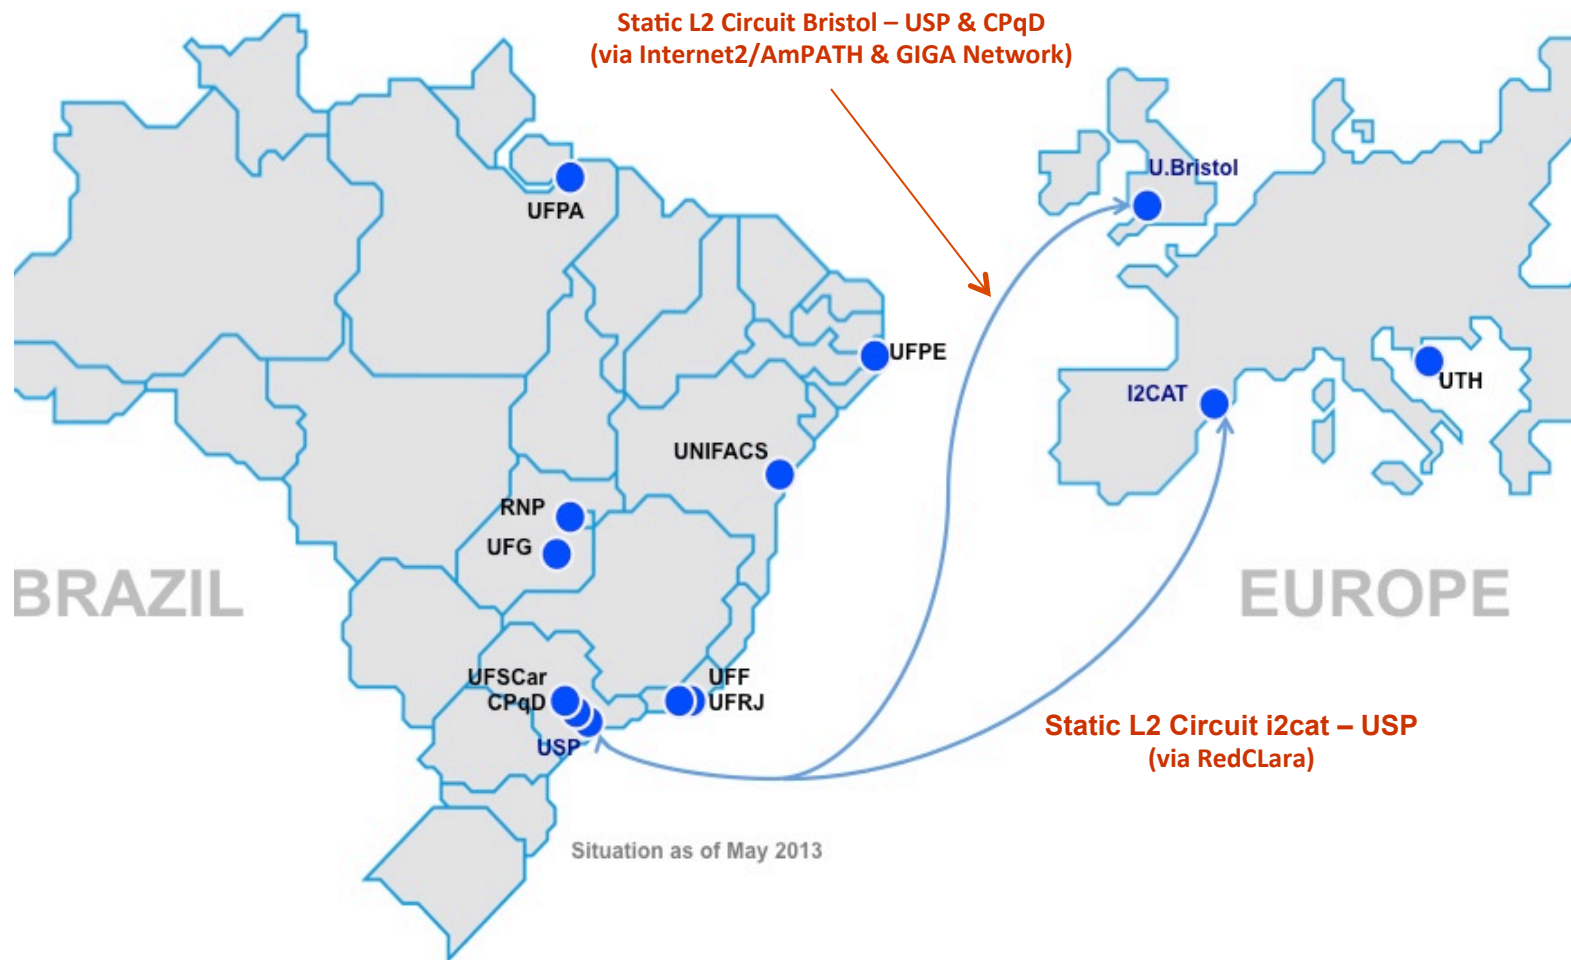 Static L2 Circuit Bristol – USP & CPqD
(via Internet2/AmPATH & GIGA Network)
U.Bristol
UFPA
UFPE
UTH
I2CAT
UNIFACS
RNP
UFG
BRAZIL
EUROPE
UFSCar
UFF
CPqD
UFRJ
USP
Static L2 Circuit i2cat – USP
(via RedCLara)
Situation as of May 2013